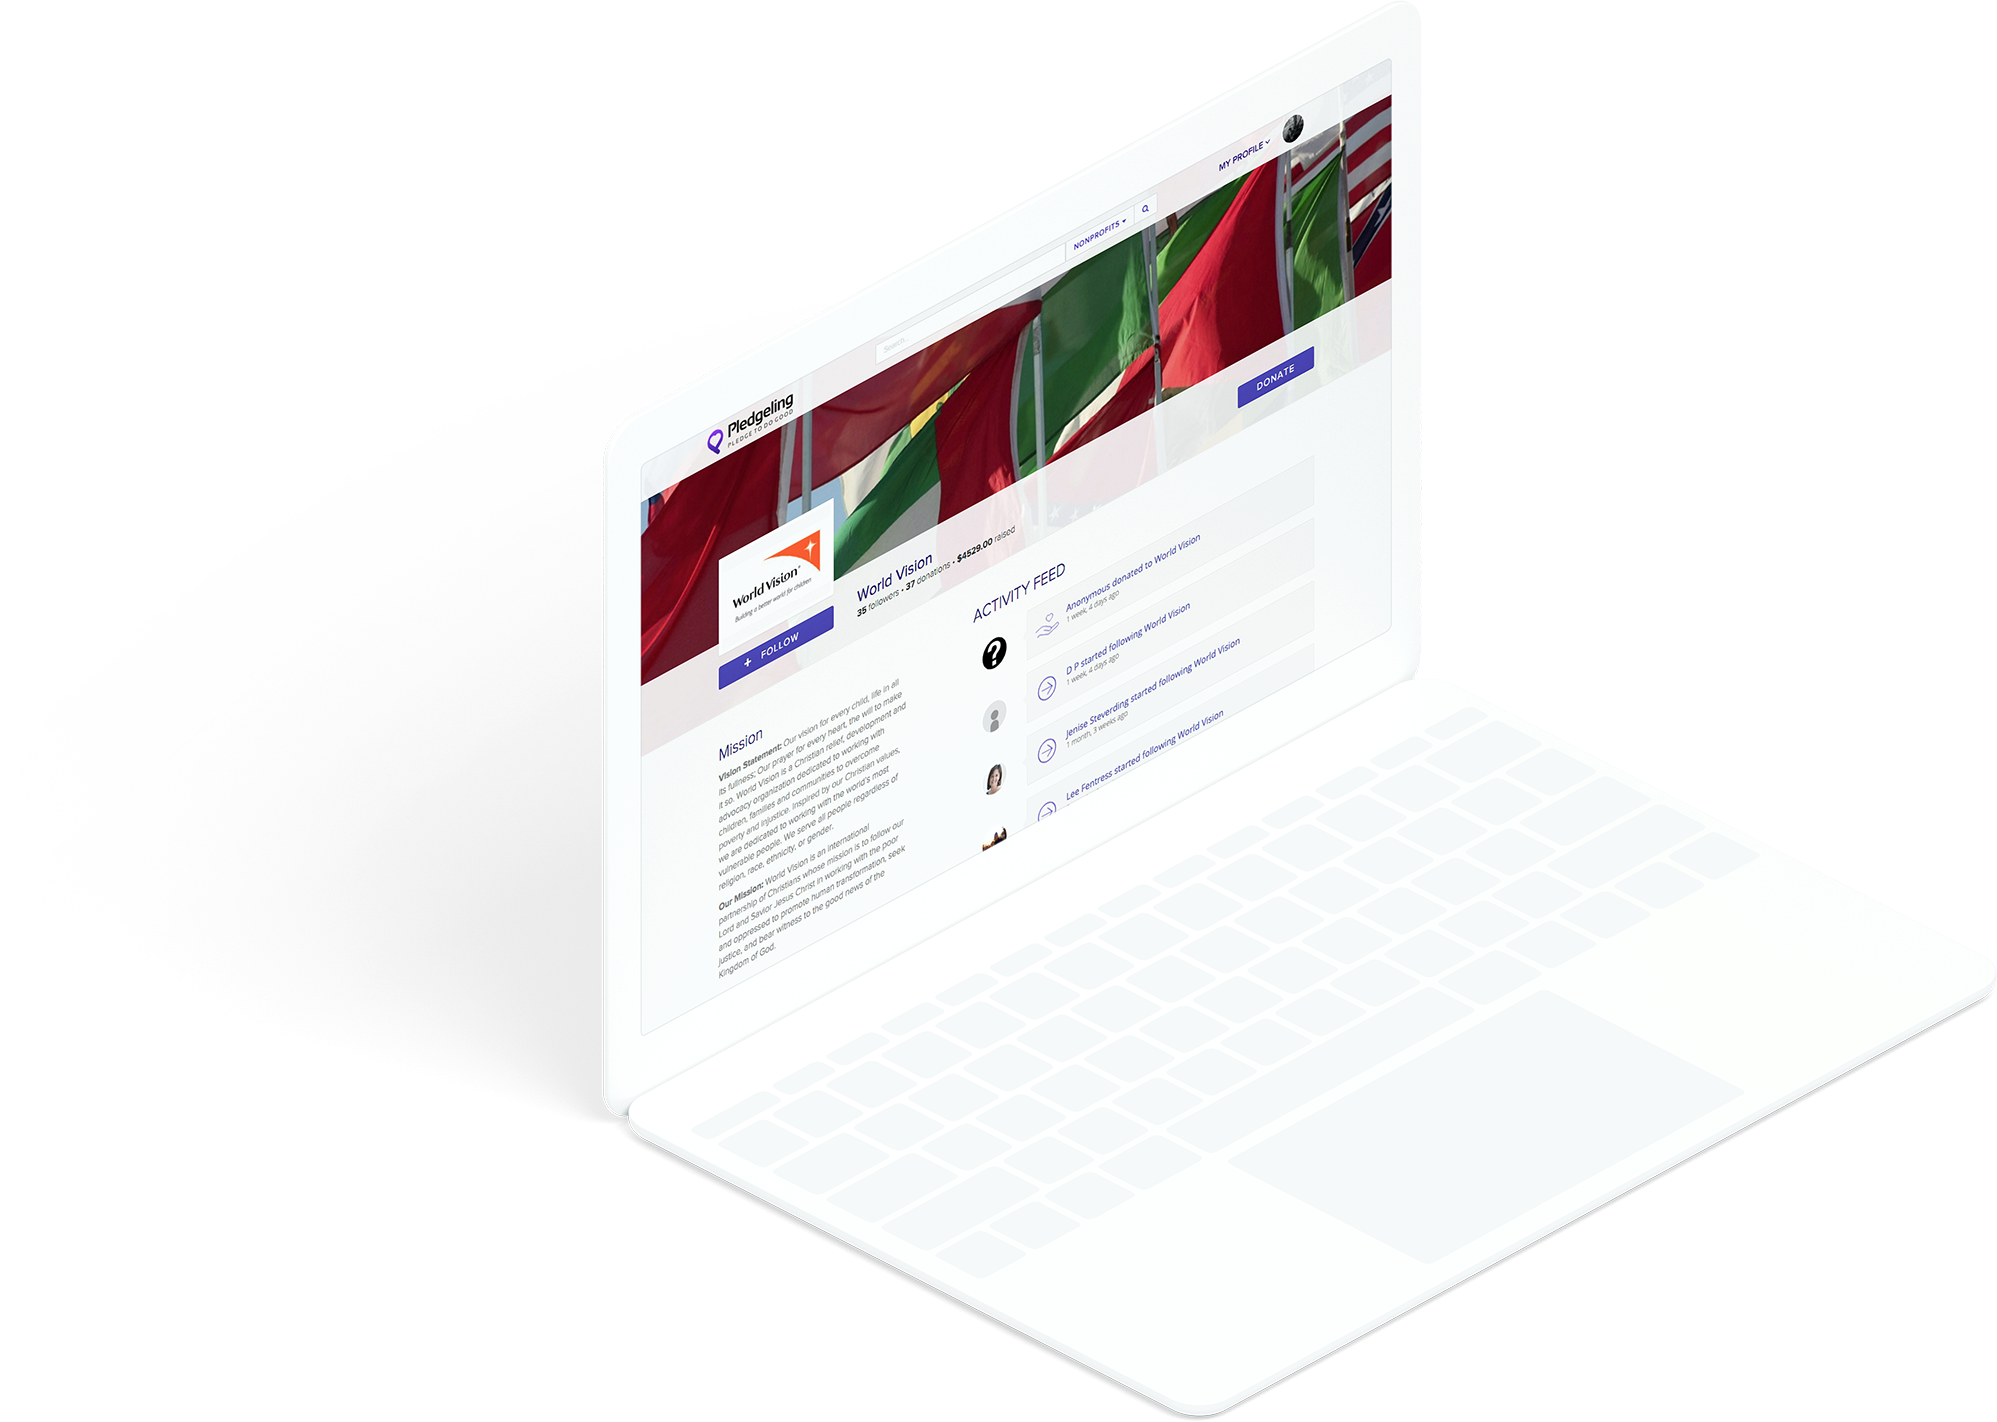 MY PROFILE
NONPROFITS
Search...
Pledgeling
PLEDGE TO DO GOOD
DONATE
World Vision
Building a better world for children
+ FOLLOW
World Vision
35 followers • 37 donations • $4529.00 raised
Mission
Vision Statement: Our vision for every child, life in all
its fullness; Our prayer for every heart, the will to make
it so. World Vision is a Christian relief, development and
advocacy organization dedicated to working with
children, families and communities to overcome
poverty and injustice. Inspired by our Christian values,
we are dedicated to working with the world's most
vulnerable people. We serve all people regardless of
religion, race, ethnicity, or gender.
Our Mission: World Vision is an international
partnership of Christians whose mission is to follow our
Lord and Savior Jesus Christ in working with the poor
and oppressed to promote human transformation, seek
justice, and bear witness to the good news of the
Kingdom of God.
ACTIVITY FEED
?
Anonymous donated to World Vision
1 week, 4 days ago
D P started following World Vision
1 week, 4 days ago
Jenise Steverding started following World Vision
1 month, 3 weeks ago
Lee Fentress started following World Vision